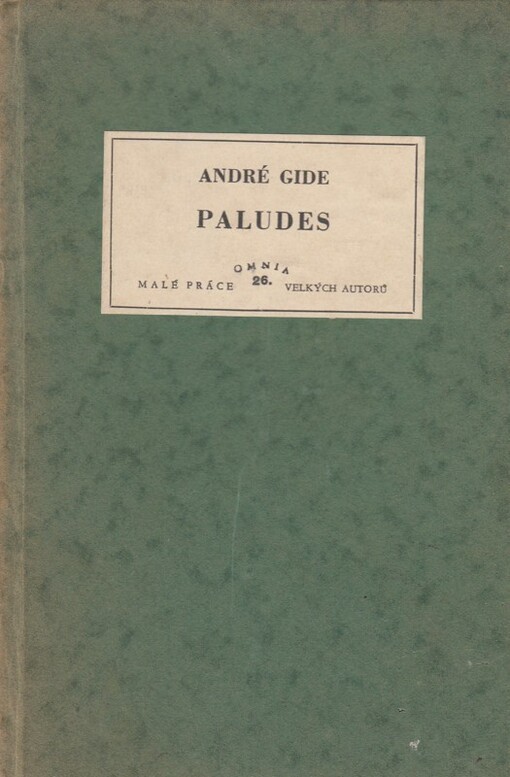 ANDRÉ GIDE
PALUDES
OMNIA
MALÉ PRÁCE 26. VELKÝCH AUTORŮ